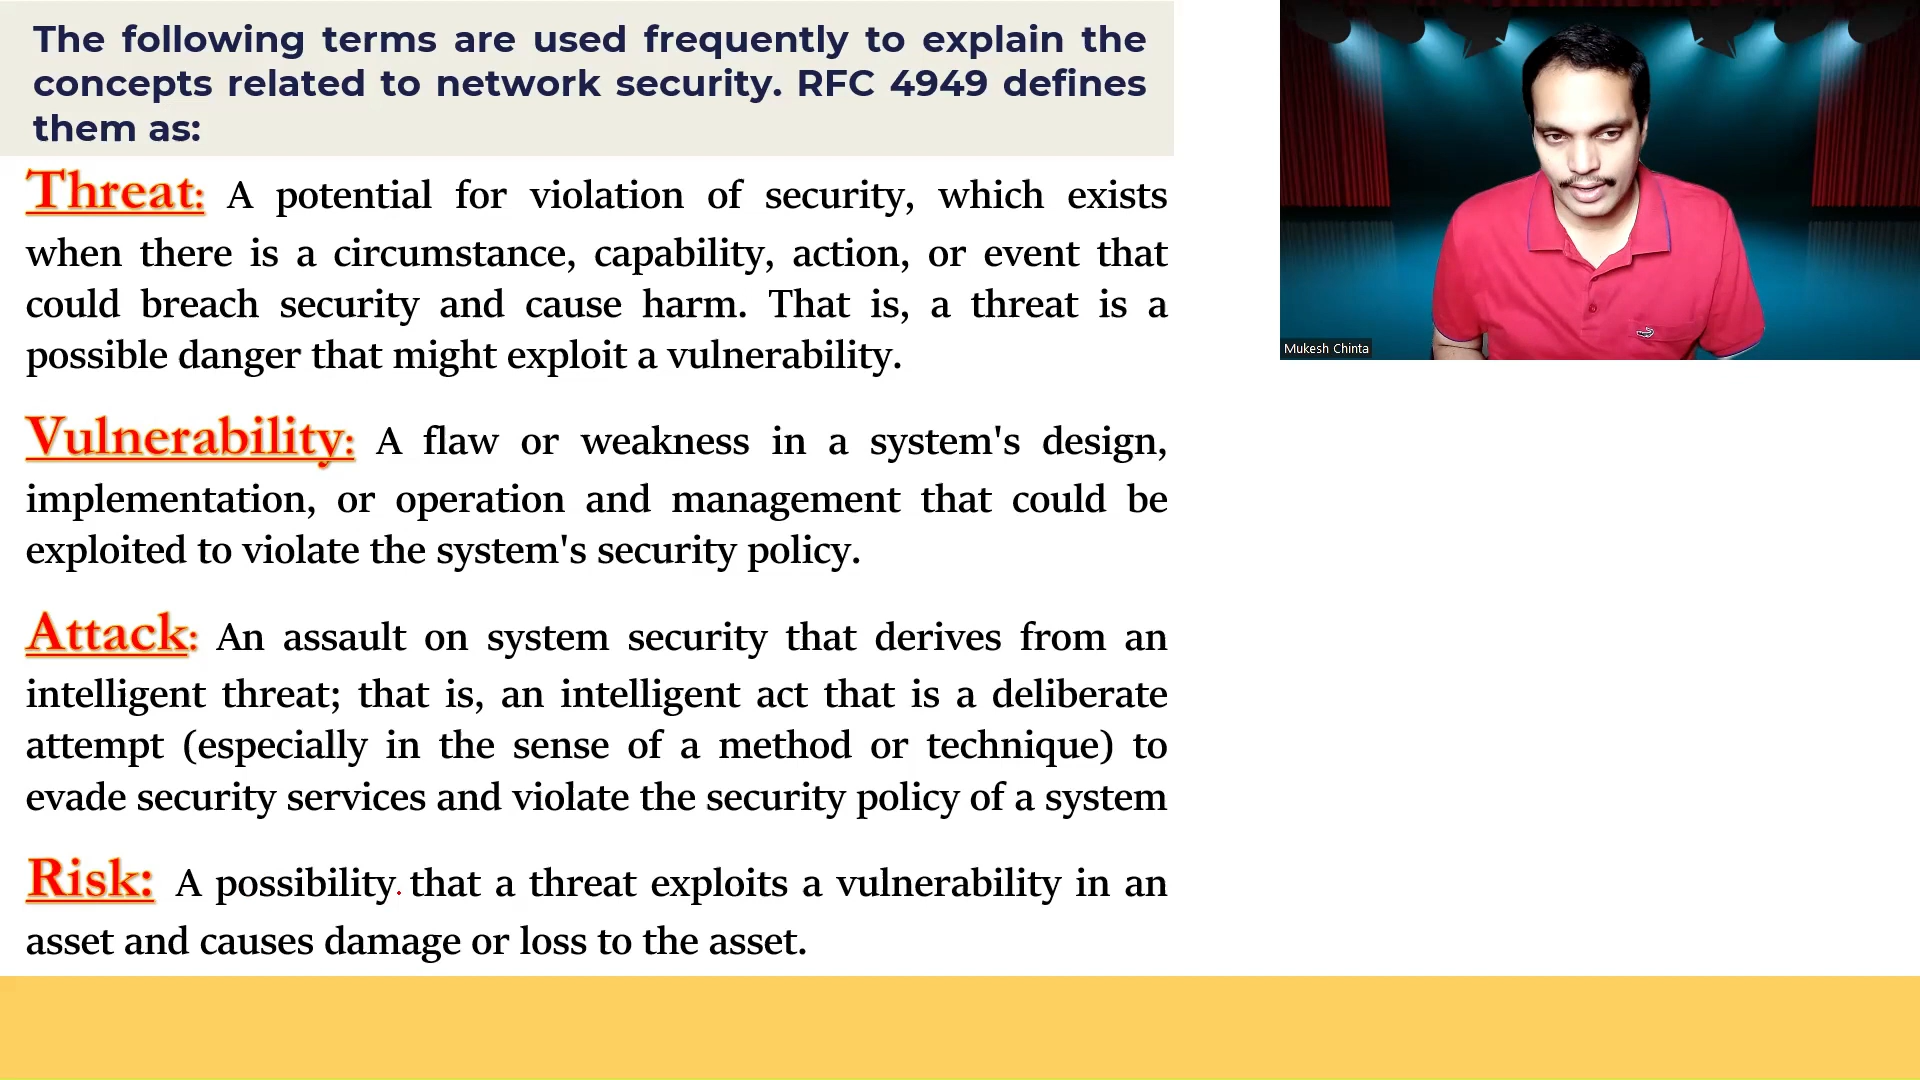 The following terms are used frequently to explain the
concepts related to network security. RFC 4949 defines
them as:
Threat: A potential for violation of security, which exists
when there is a circumstance, capability, action, or event that
could breach security and cause harm. That is, a threat is a
possible danger that might exploit a vulnerability.
Vulnerability: A flaw or weakness in a system's design,
implementation, or operation and management that could be
exploited to violate the system's security policy.
Attack: An assault on system security that derives from an
intelligent threat; that is, an intelligent act that is a deliberate
attempt (especially in the sense of a method or technique) to
evade security services and violate the security policy of a system
Risk: A possibility that a threat exploits a vulnerability in an
asset and causes damage or loss to the asset.
Mukesh Chinta